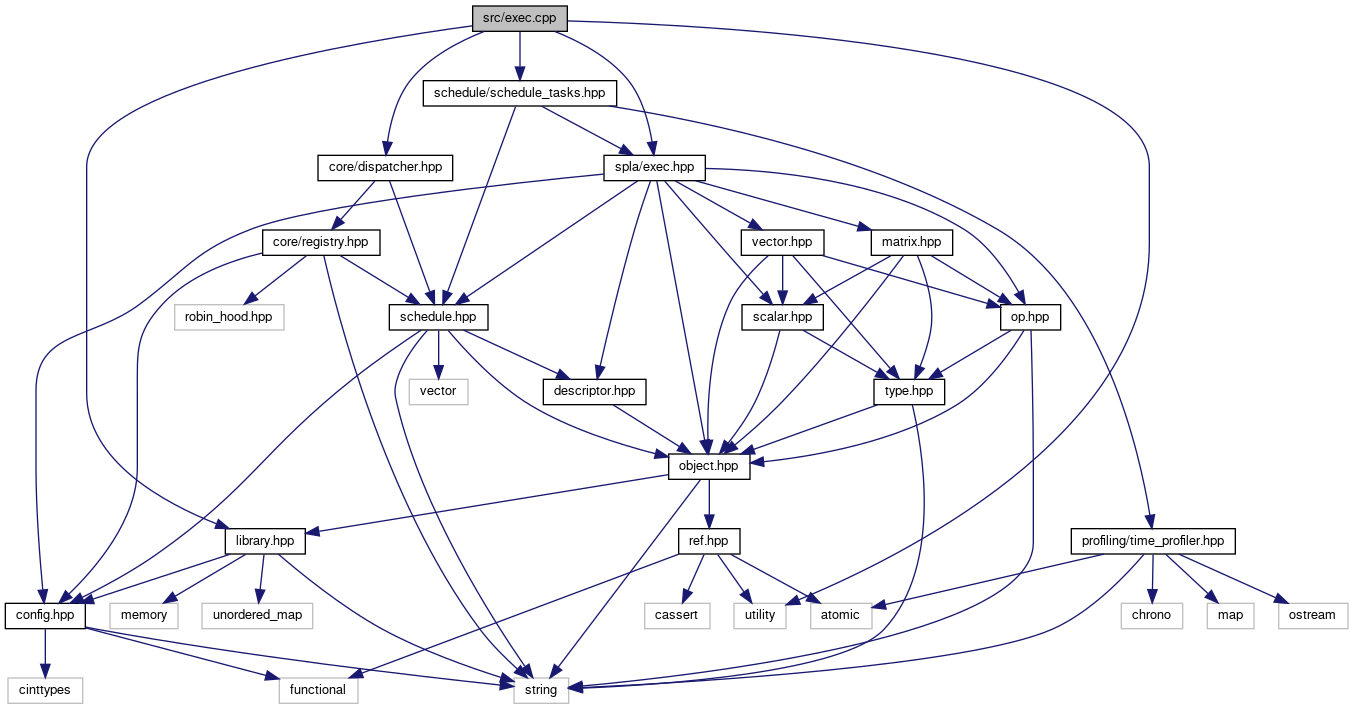 src/exec.cpp
schedule/schedule_tasks.hpp
core/dispatcher.hpp
spla/exec.hpp
core/registry.hpp
vector.hpp
matrix.hpp
robin_hood.hpp
schedule.hpp
scalar.hpp
op.hpp
vector
descriptor.hpp
type.hpp
object.hpp
library.hpp
ref.hpp
profiling/time_profiler.hpp
config.hpp
memory
unordered_map
cassert
utility
atomic
chrono
map
ostream
cinttypes
functional
string